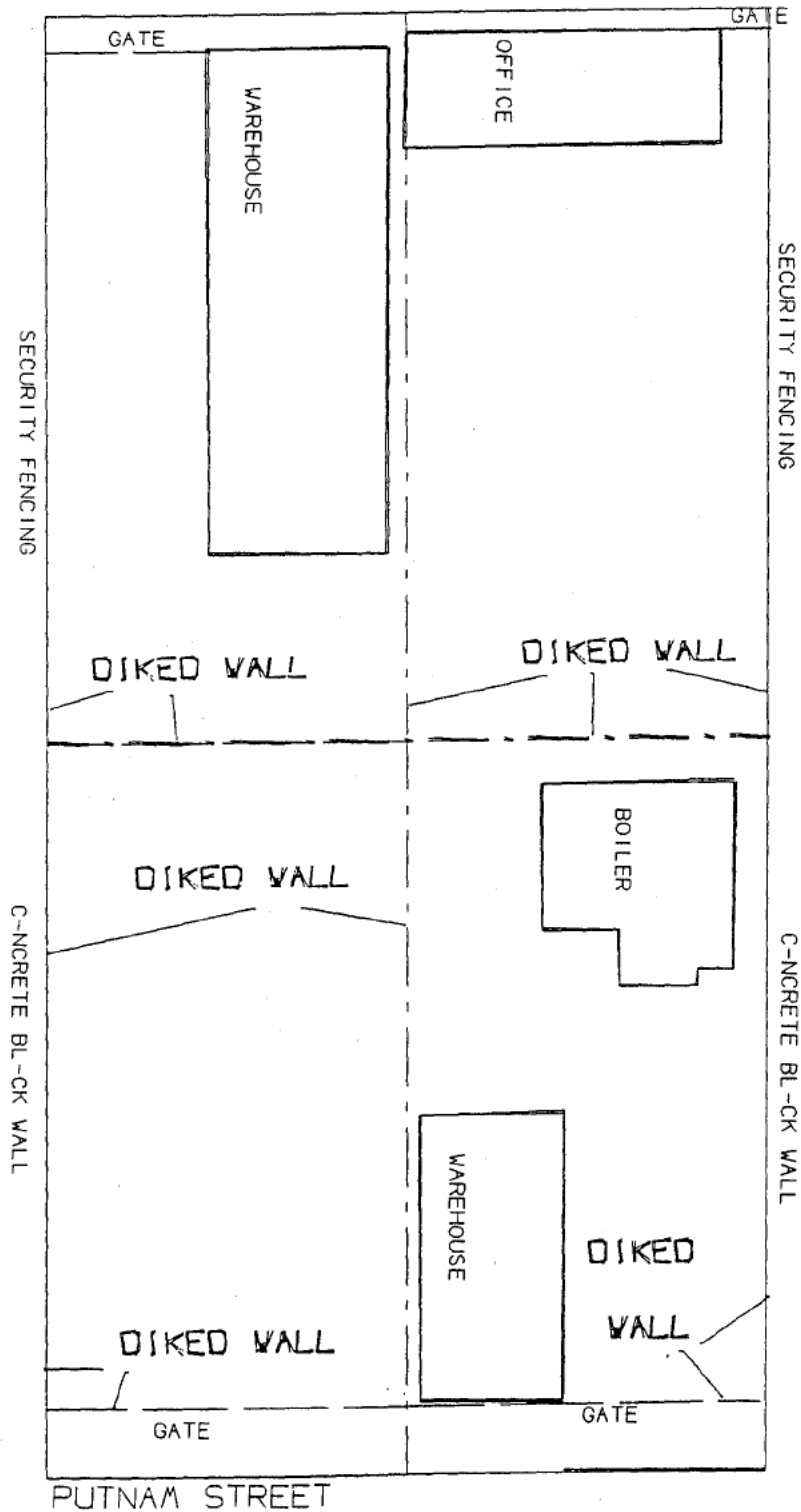 GATE
GATE
OFFICE
WAREHOUSE
SECURITY FENCING
SECURITY FENCING
DIKED WALL
DIKED WALL
BOILER
DIKED WALL
C-NCRETE BL-CK WALL
C-NCRETE BL-CK WALL
WAREHOUSE
DIKED
WALL
DIKED WALL
GATE
GATE
PUTNAM STREET